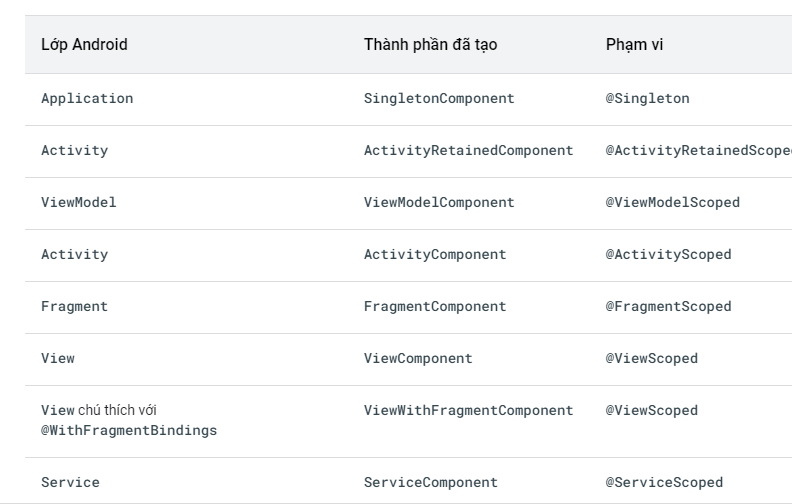 Lớp Android Thành phần đã tạo Phạm vi
Application SingletonComponent @Singleton
Activity ActivityRetainedComponent @ActivityRetainedScope
ViewModel ViewModelComponent @ViewModelScoped
Activity ActivityComponent @ActivityScoped
Fragment FragmentComponent @FragmentScoped
View ViewComponent @ViewScoped
View chú thích với ViewWithFragmentComponent @ViewScoped
@WithFragmentBindings
Service ServiceComponent @ServiceScoped